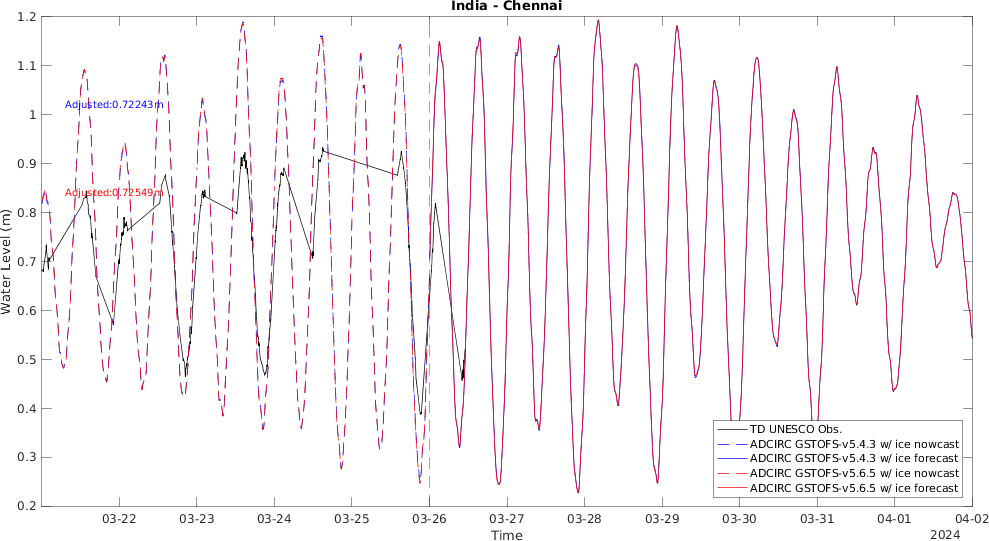 India - Chennai
1.2
1.1
1
0.9
0.8
0.7
0.6
0.5
0.4
0.3
0.2
Water Level (m)
Adjusted:0.72243m
Adjusted:0.72549m
TD UNESCO Obs.
ADCIRC GSTOFS-v5.4.3 w/ ice nowcast
ADCIRC GSTOFS-v5.4.3 w/ ice forecast
ADCIRC GSTOFS-v5.6.5 w/ ice nowcast
ADCIRC GSTOFS-v5.6.5 w/ ice forecast
03-22 03-23 03-24 03-25 03-26 03-27 03-28 03-29 03-30 03-31 04-01 04-02
Time
2024